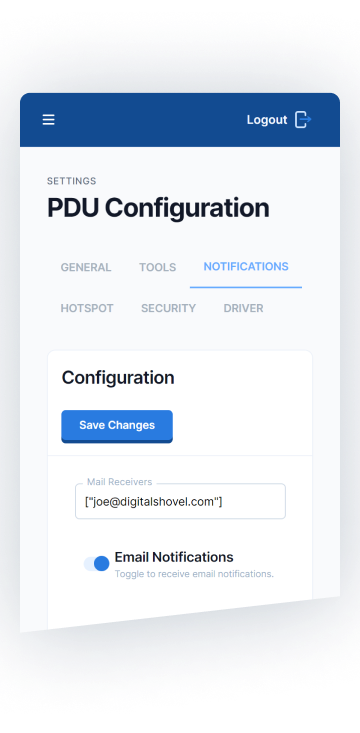 Logout
SETTINGS
PDU Configuration
GENERAL TOOLS NOTIFICATIONS
HOTSPOT SECURITY DRIVER
Configuration
Save Changes
Mail Receivers
["joe@digitalshovel.com"]
Email Notifications
Toggle to receive email notifications.